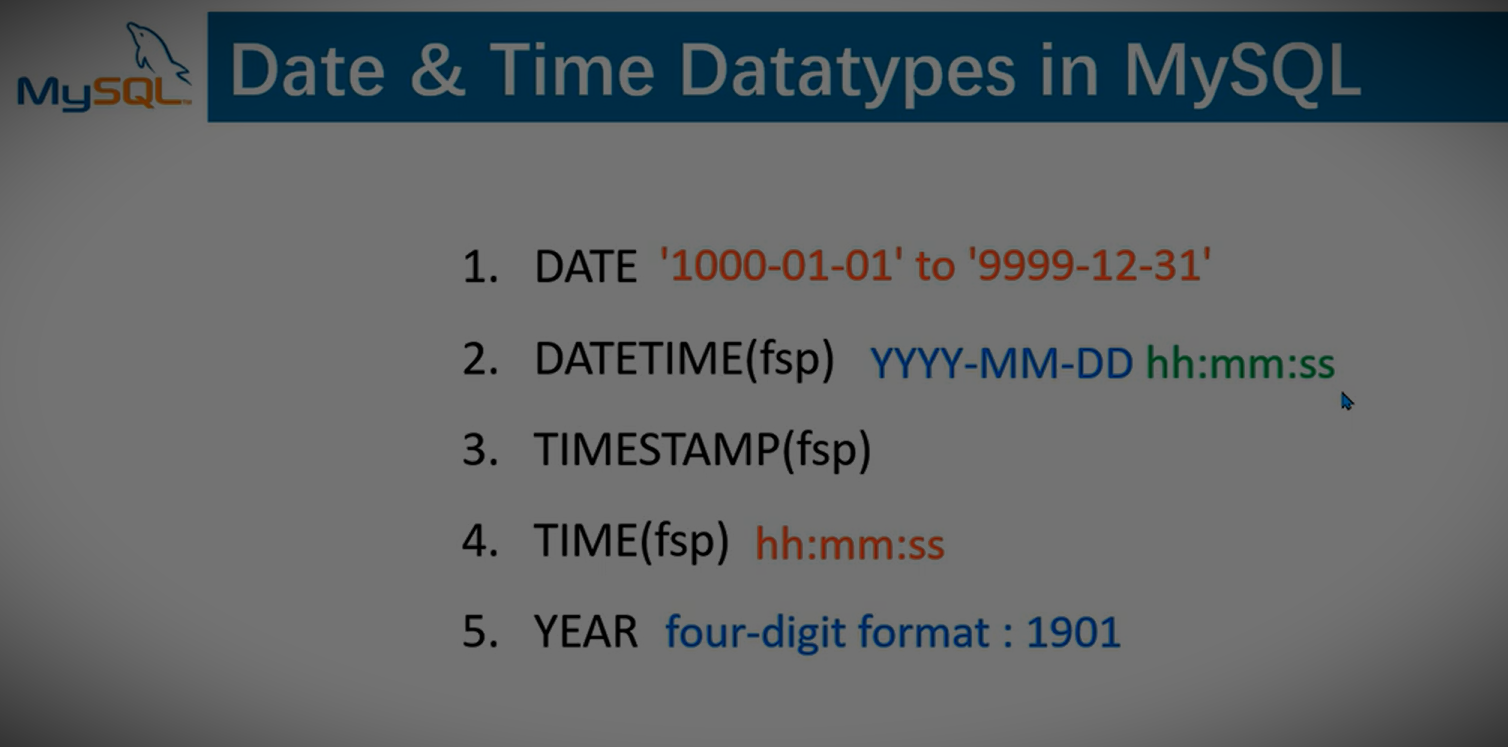 MySQL™
Date & Time Datatypes in MySQL
1. DATE '1000-01-01' to '9999-12-31'
2. DATETIME(fsp) YYYY-MM-DD hh:mm:ss
3. TIMESTAMP(fsp)
4. TIME(fsp) hh:mm:ss
5. YEAR four-digit format : 1901